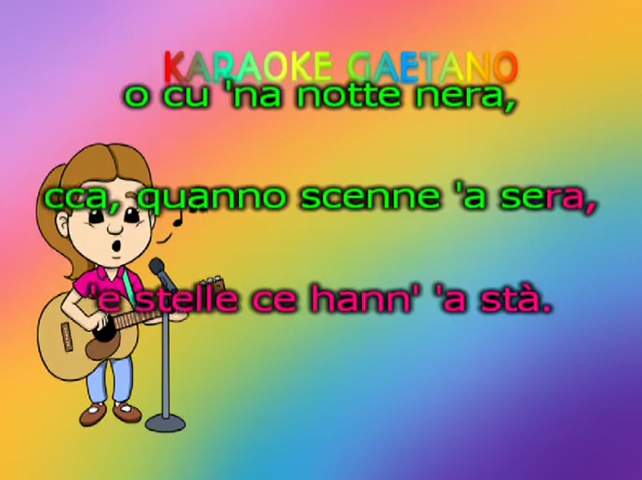 KARAOKE GAETANO
o cu 'na notte nera,
cca, quanno scenne 'a sera,
'e stelle ce hann' 'a stà.